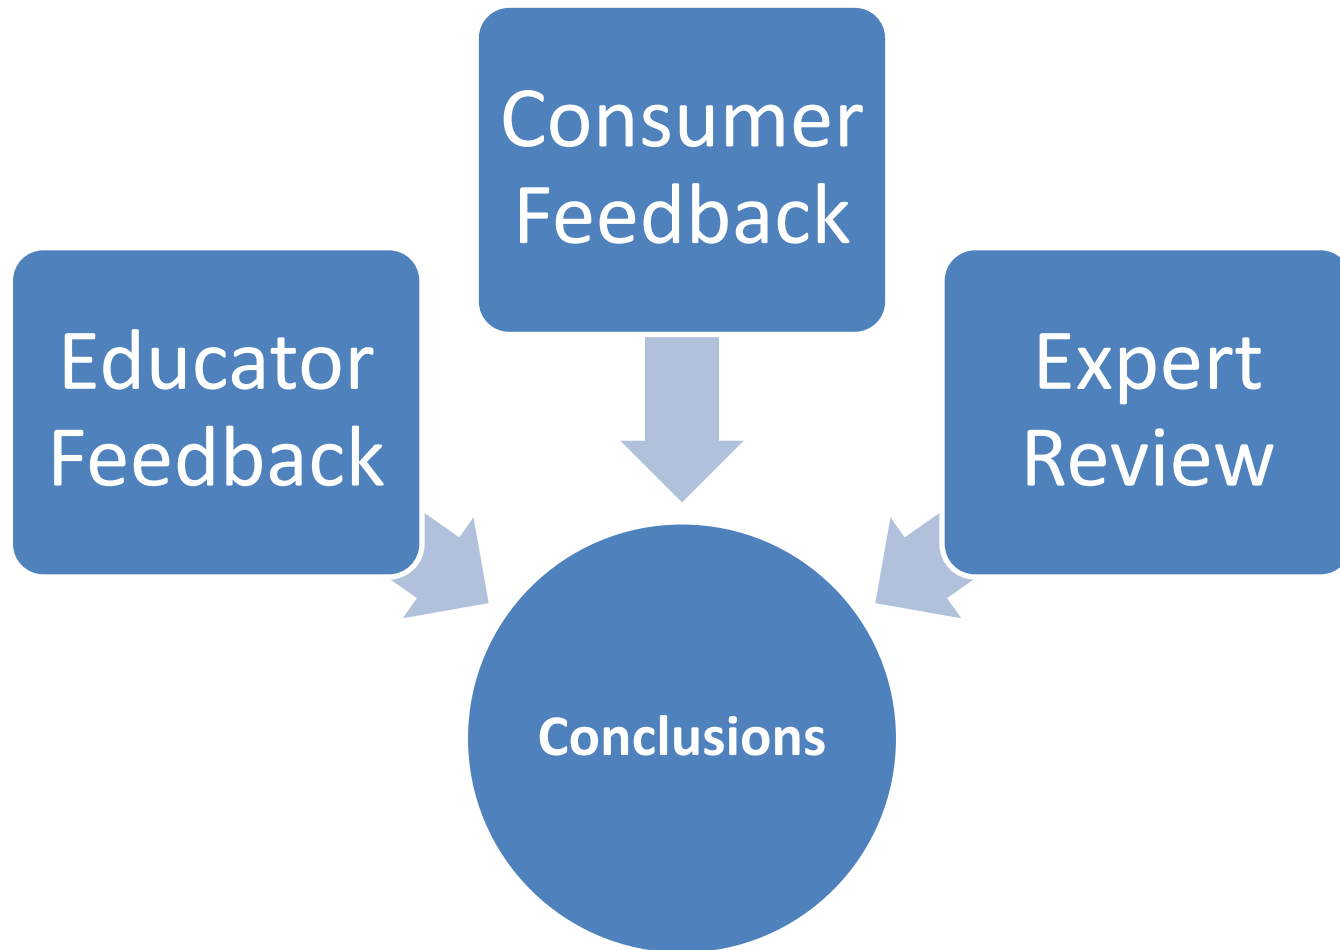 Consumer
Feedback
Educator
Feedback
Expert
Review
Conclusions